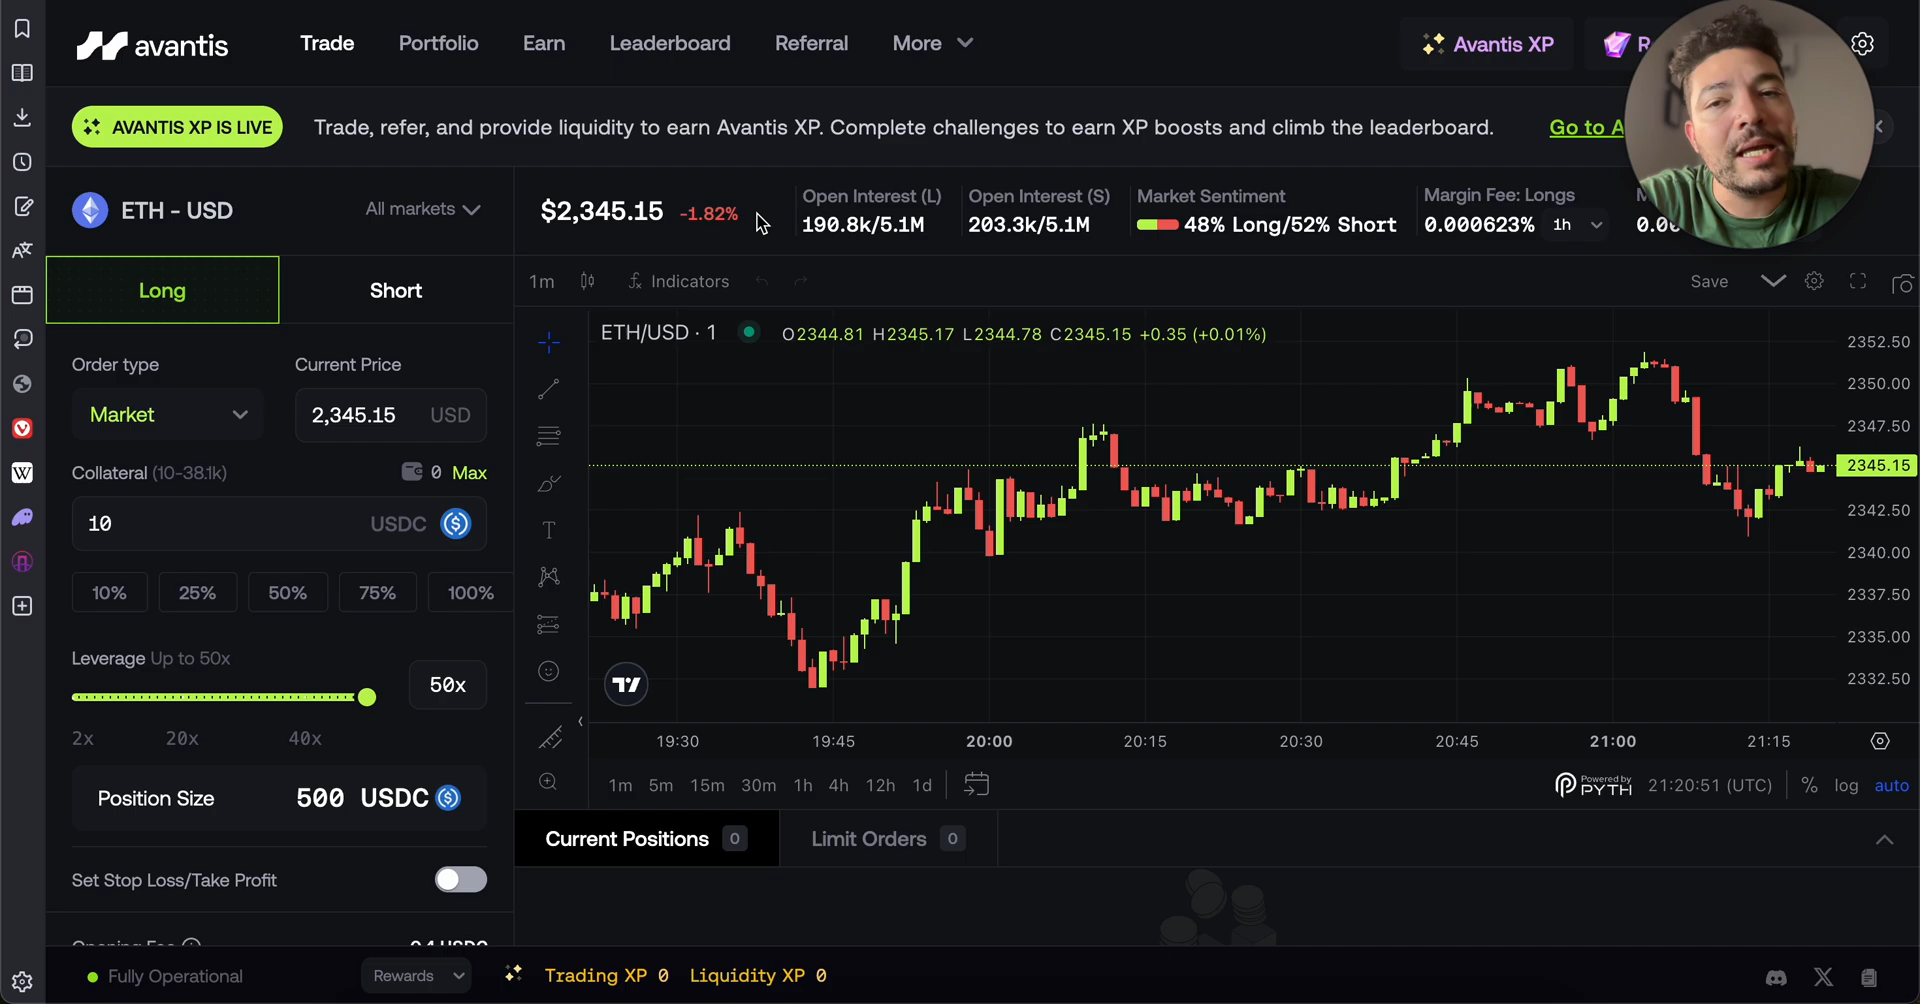 avantis
Trade
Portfolio
Earn
Leaderboard
Referral
More
Avantis XP
AVANTIS XP IS LIVE
Trade, refer, and provide liquidity to earn Avantis XP. Complete challenges to earn XP boosts and climb the leaderboard.
Go to A
ETH - USD
All markets
$2,345.15 -1.82%
Open Interest (L)
190.8k/5.1M
Open Interest (S)
203.3k/5.1M
Market Sentiment
48% Long/52% Short
Margin Fee: Longs
0.000623% 1h
Long
Short
1m
Indicators
Save
ETH/USD · 1
O2344.81 H2345.17 L2344.78 C2345.15 +0.35 (+0.01%)
Order type
Current Price
Market
2,345.15 USD
Collateral (10-38.1k)
0 Max
10 USDC
10% 25% 50% 75% 100%
Leverage Up to 50x
50x
2x 20x 40x
Position Size
500 USDC
Set Stop Loss/Take Profit
2352.50
2350.00
2347.50
2345.15
2342.50
2340.00
2337.50
2335.00
2332.50
19:30 19:45 20:00 20:15 20:30 20:45 21:00 21:15
1m 5m 15m 30m 1h 4h 12h 1d
Powered by
PYTH
21:20:51 (UTC)
% log auto
Current Positions 0
Limit Orders 0
Fully Operational
Rewards
Trading XP 0
Liquidity XP 0